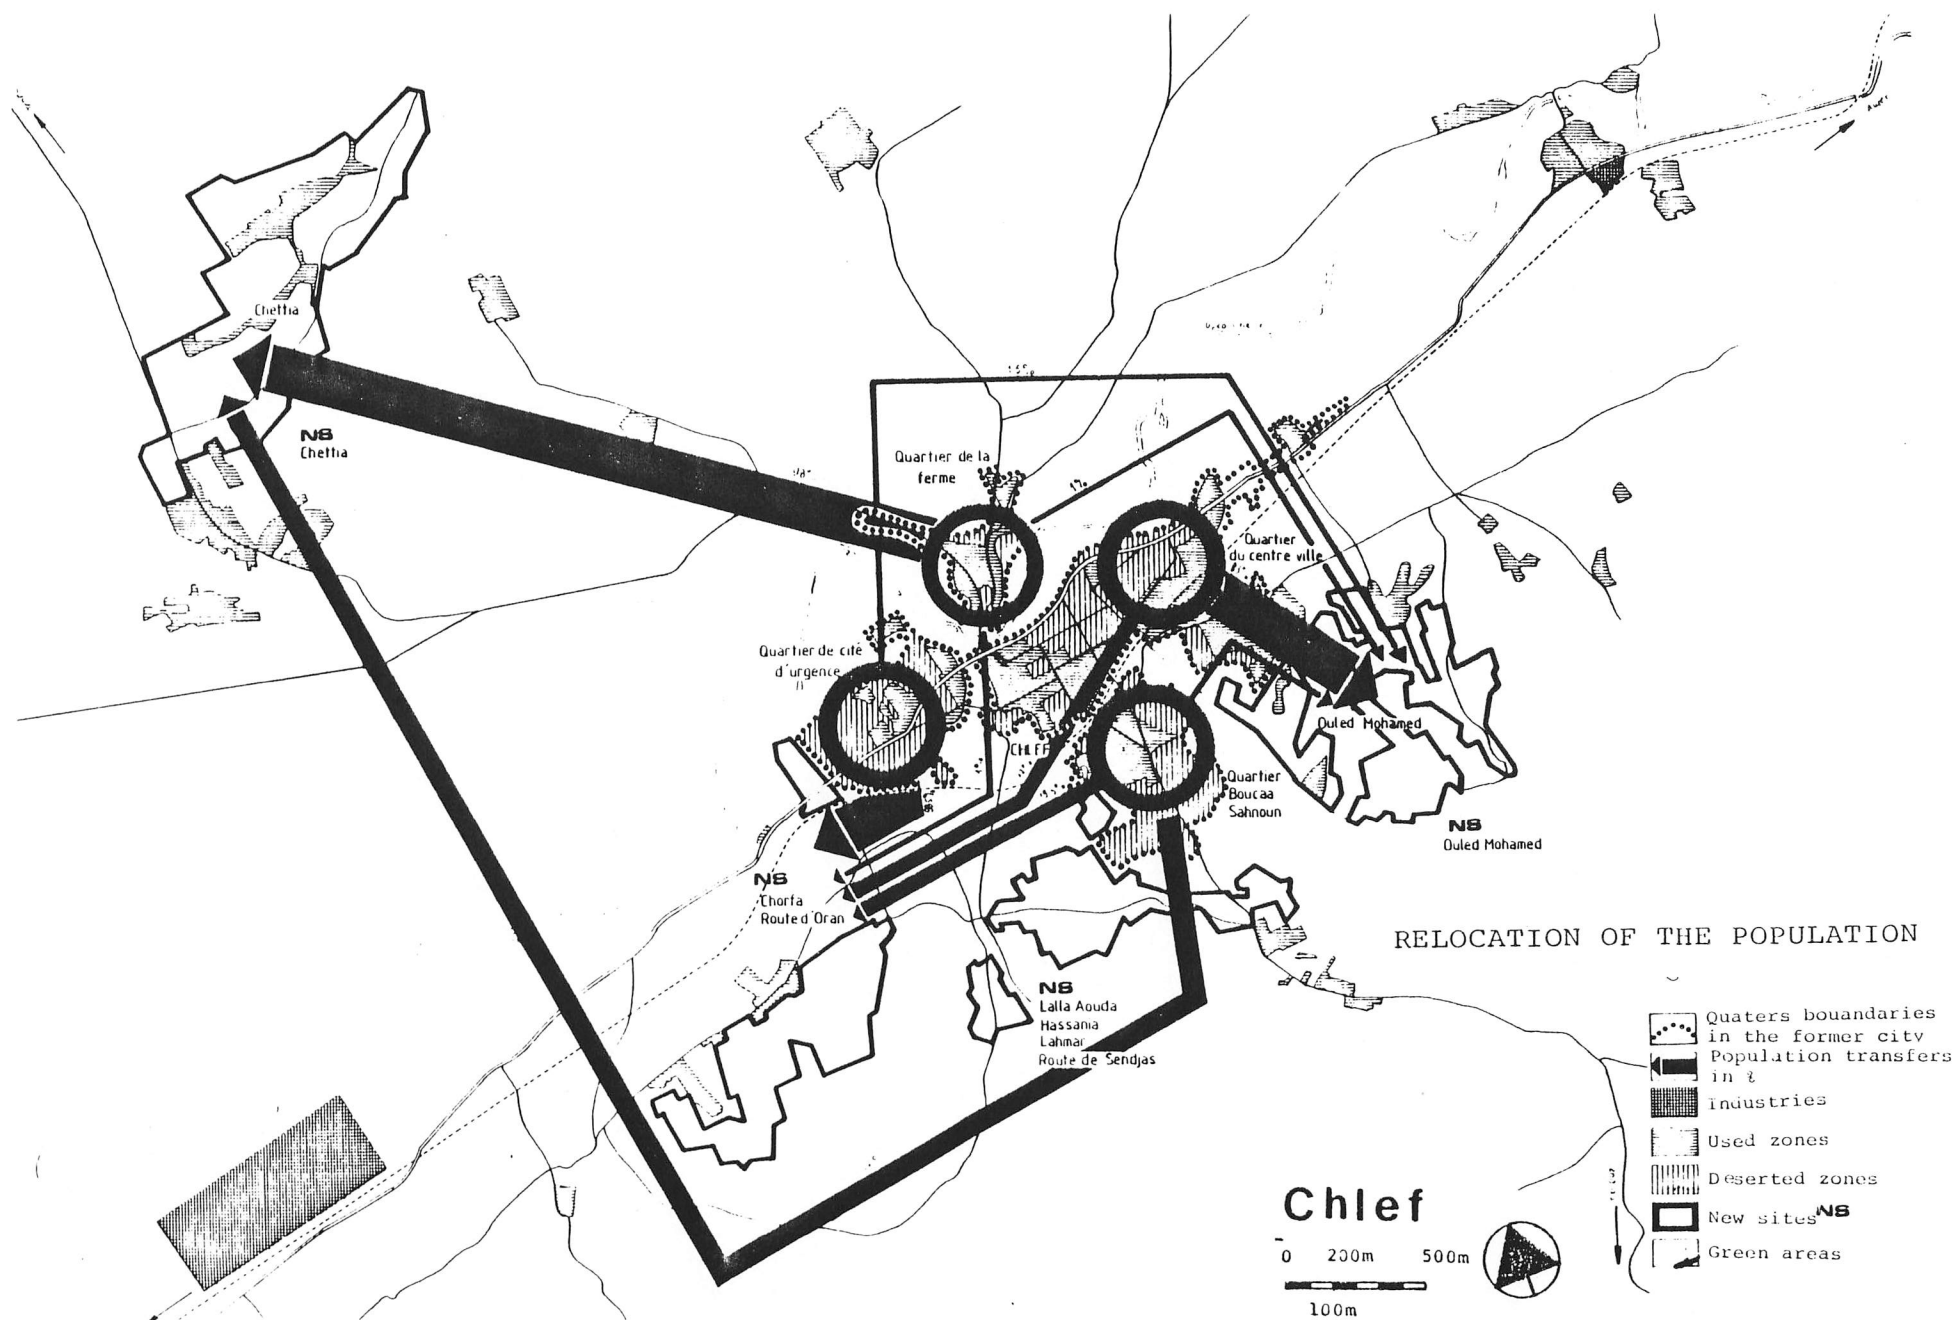 Chettia
NS
Chettia
Quartier de la
ferme
Quartier
du centre ville
Quartier de cité
d'urgence
CHLEF
Ouled Mohamed
Quartier
Boucaa
Sahnoun
NS
Ouled Mohamed
NS
Chorfa
Route d'Oran
NS
Lalla Aouda
Hassania
Lahmar
Route de Sendjas
RELOCATION OF THE POPULATION
Quaters bouandaries
in the former city
Population transfers
in %
Industries
Used zones
Deserted zones
New sites NS
Green areas
Chlef
0 200m 500m
100m